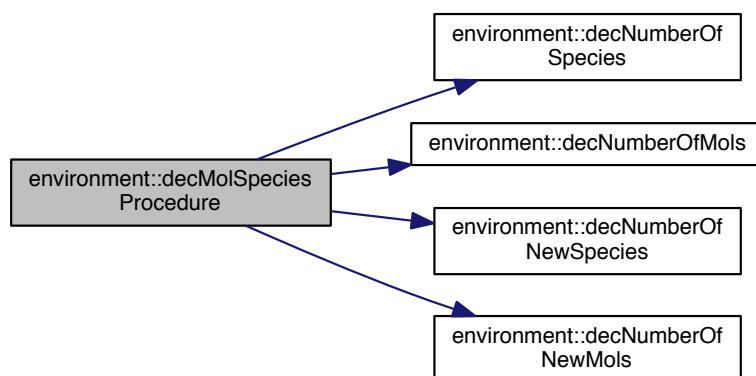 environment::decNumberOf
Species
environment::decNumberOfMols
environment::decMolSpecies
Procedure
environment::decNumberOf
NewSpecies
environment::decNumberOf
NewMols